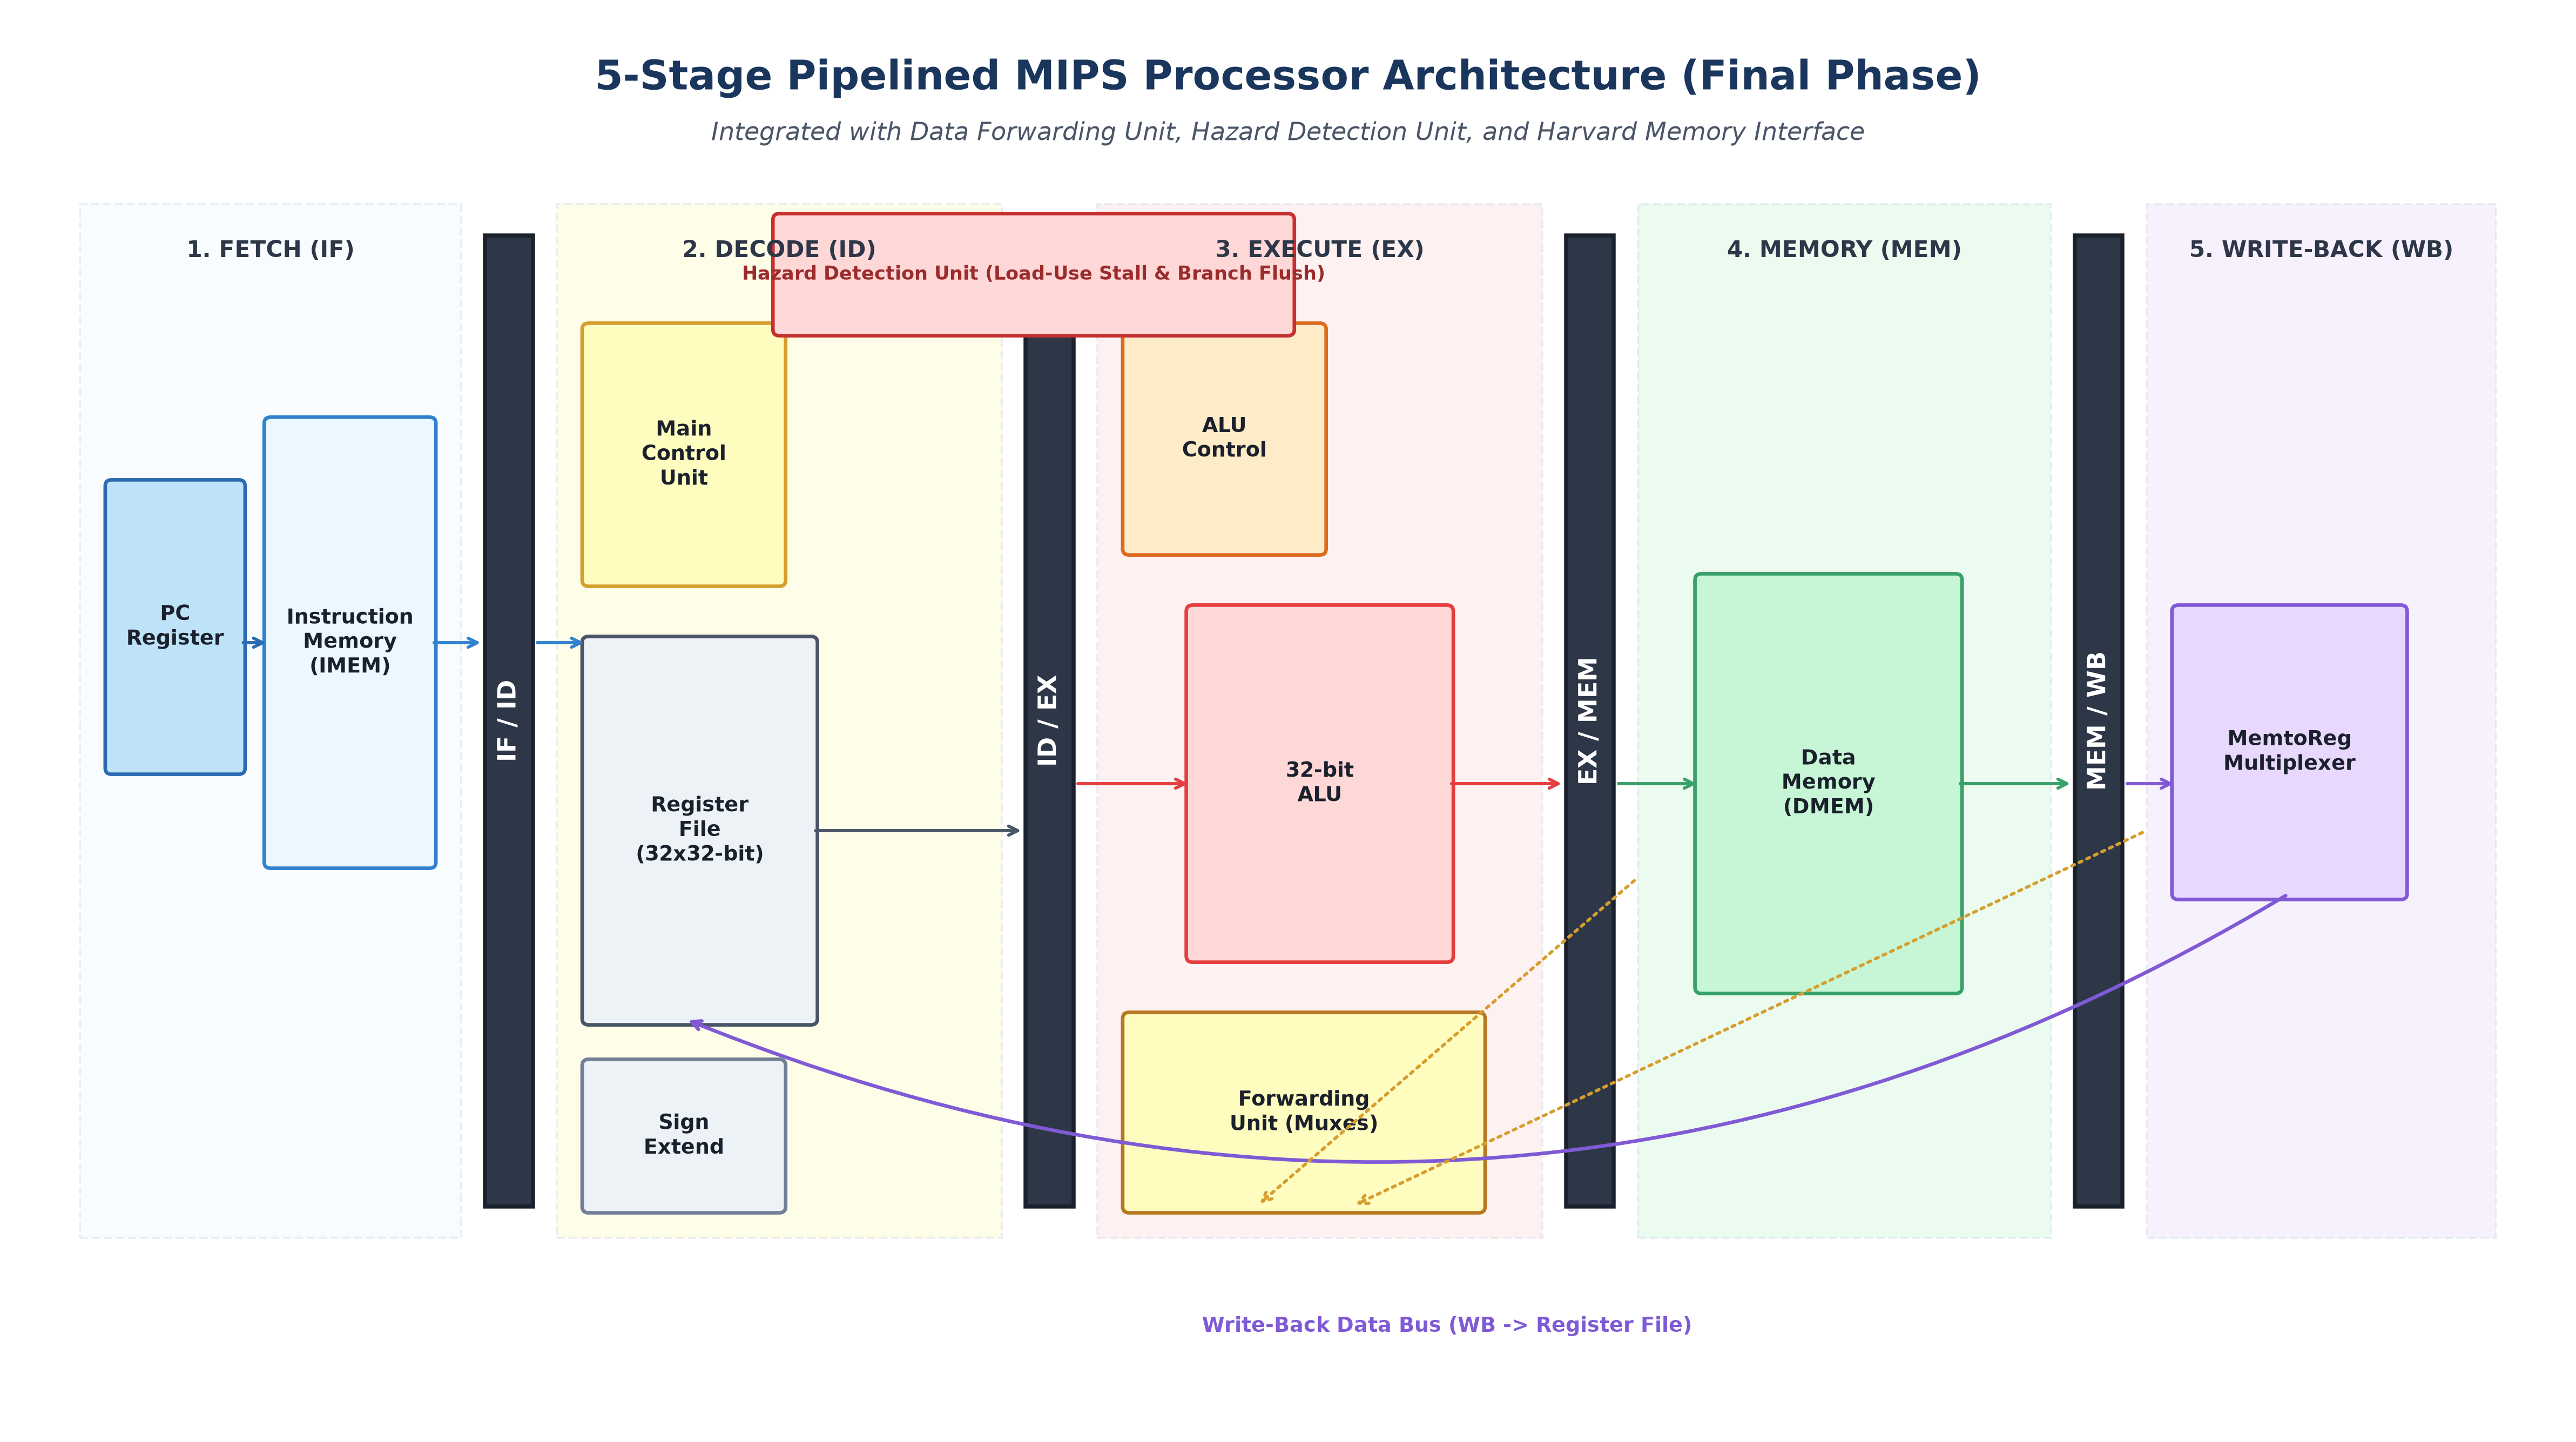 5-Stage Pipelined MIPS Processor Architecture (Final Phase)
Integrated with Data Forwarding Unit, Hazard Detection Unit, and Harvard Memory Interface
1. FETCH (IF)
2. DECODE (ID)
3. EXECUTE (EX)
4. MEMORY (MEM)
5. WRITE-BACK (WB)
Hazard Detection Unit (Load-Use Stall & Branch Flush)
PC
Register
Instruction
Memory
(IMEM)
IF / ID
Main
Control
Unit
Register
File
(32x32-bit)
Sign
Extend
ID / EX
ALU
Control
32-bit
ALU
Forwarding
Unit (Muxes)
EX / MEM
Data
Memory
(DMEM)
MEM / WB
MemtoReg
Multiplexer
Write-Back Data Bus (WB -> Register File)